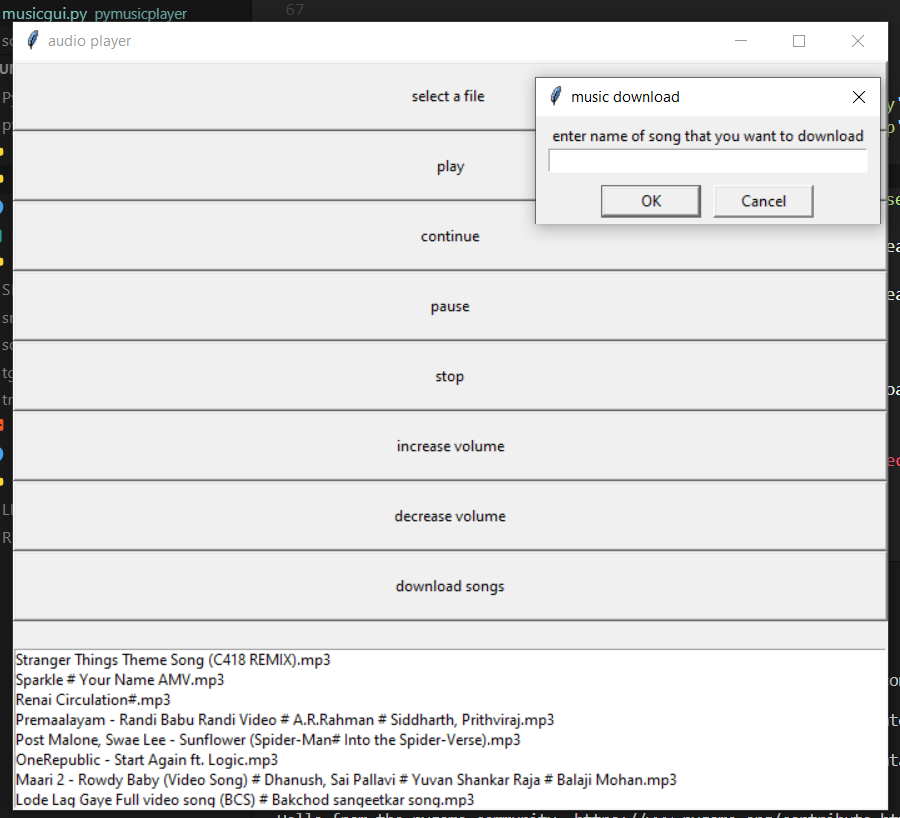 musicgui.py pymusicplayer
67
audio player
select a file
music download
enter name of song that you want to download
OK
Cancel
play
continue
pause
stop
increase volume
decrease volume
download songs
Stranger Things Theme Song (C418 REMIX).mp3
Sparkle # Your Name AMV.mp3
Renai Circulation#.mp3
Premaalayam - Randi Babu Randi Video # A.R.Rahman # Siddharth, Prithviraj.mp3
Post Malone, Swae Lee - Sunflower (Spider-Man# Into the Spider-Verse).mp3
OneRepublic - Start Again ft. Logic.mp3
Maari 2 - Rowdy Baby (Video Song) # Dhanush, Sai Pallavi # Yuvan Shankar Raja # Balaji Mohan.mp3
Lode Lag Gaye Full video song (BCS) # Bakchod sangeetkar song.mp3